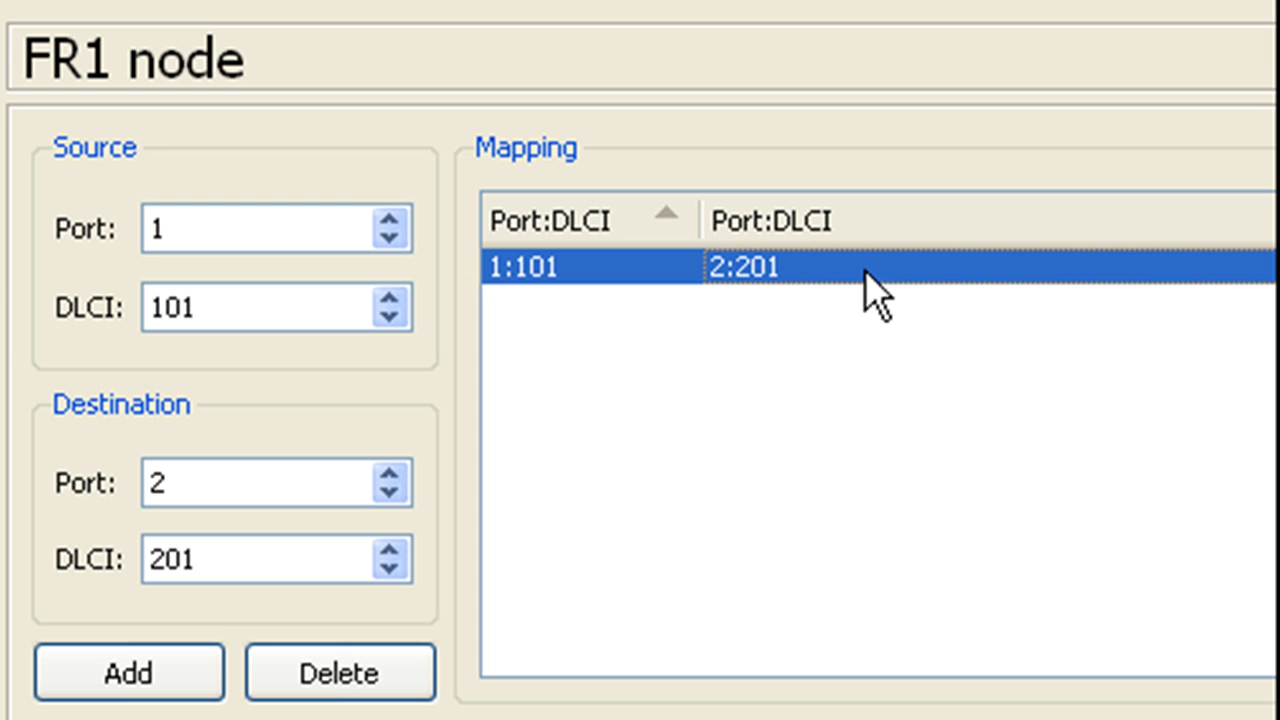 FR1 node
Source
Port: 1
DLCI: 101
Destination
Port: 2
DLCI: 201
Add Delete
Mapping
Port:DLCI Port:DLCI
1:101 2:201